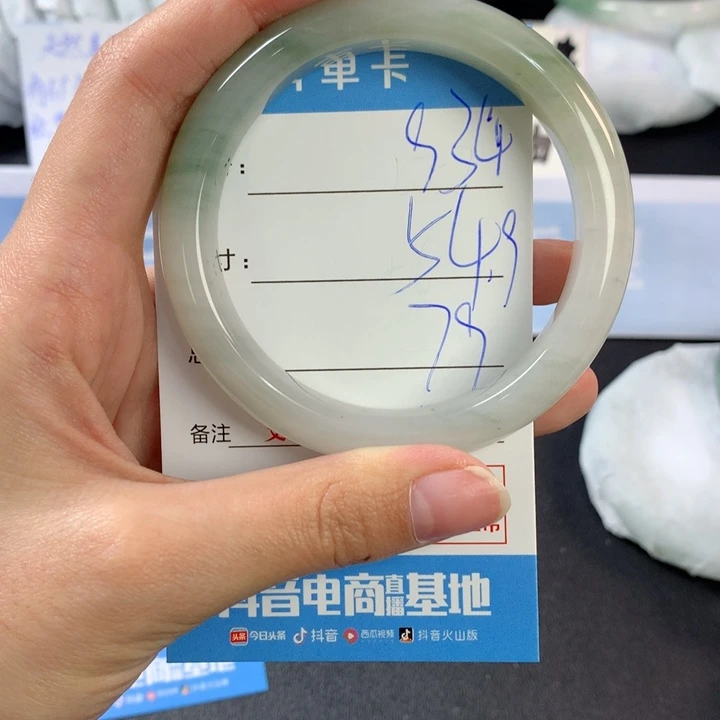 单卡
934
寸：
549
79
备注
抖音电商直播基地
头条 今日头条 抖音 西瓜视频 抖音火山版